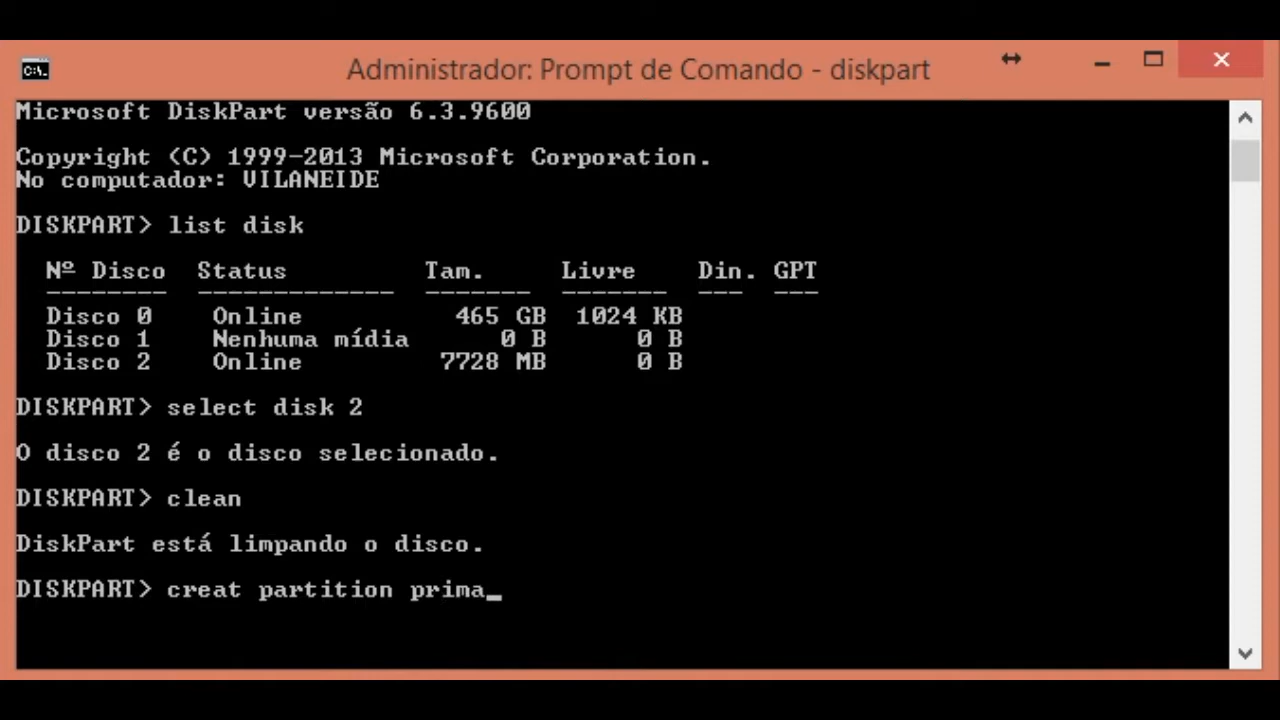 Administrador: Prompt de Comando - diskpart
Microsoft DiskPart versão 6.3.9600
Copyright (C) 1999-2013 Microsoft Corporation.
No computador: VILANEIDE
DISKPART> list disk
Nº Disco Status Tam. Livre Din. GPT
-------- ------------- ------- ------- --- ---
Disco 0 Online 465 GB 1024 KB
Disco 1 Nenhuma mídia 0 B 0 B
Disco 2 Online 7728 MB 0 B
DISKPART> select disk 2
O disco 2 é o disco selecionado.
DISKPART> clean
DiskPart está limpando o disco.
DISKPART> creat partition prima_